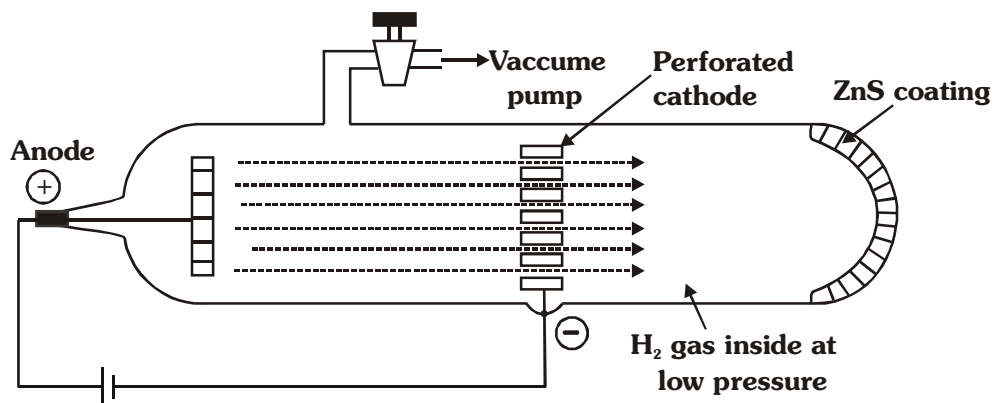 Vaccume
pump
Perforated
cathode
ZnS coating
Anode
+
−
H₂ gas inside at
low pressure